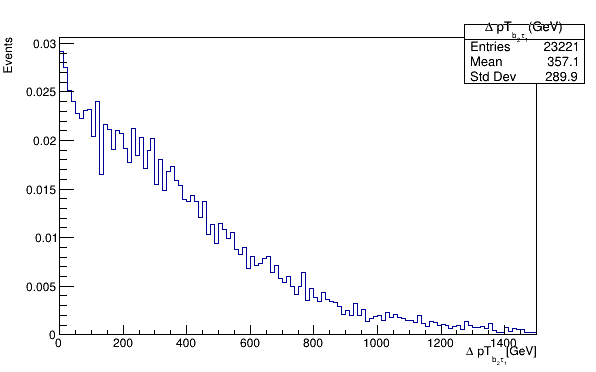 Δ pT_{b₂τ₁}(GeV)
Entries 23221
Mean 357.1
Std Dev 289.9
Events
0.03
0.025
0.02
0.015
0.01
0.005
0
0 200 400 600 800 1000 1200 1400
Δ pT_{b₂τ₁}[GeV]